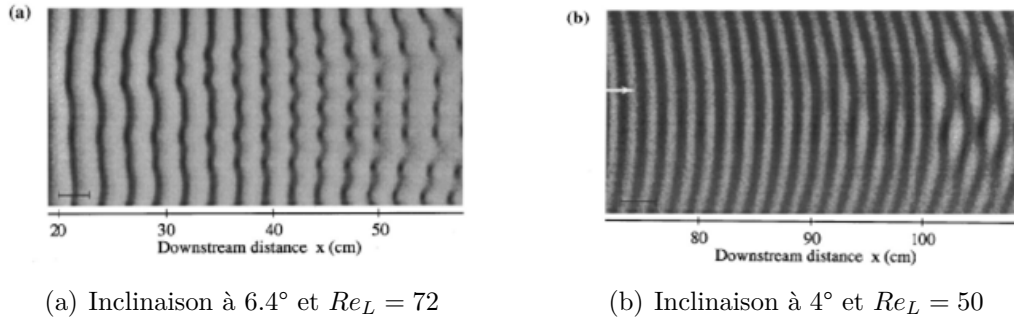 (a)
(b)
20 30 40 50
Downstream distance x (cm)
80 90 100
Downstream distance x (cm)
(a) Inclinaison à 6.4° et Re_L = 72
(b) Inclinaison à 4° et Re_L = 50